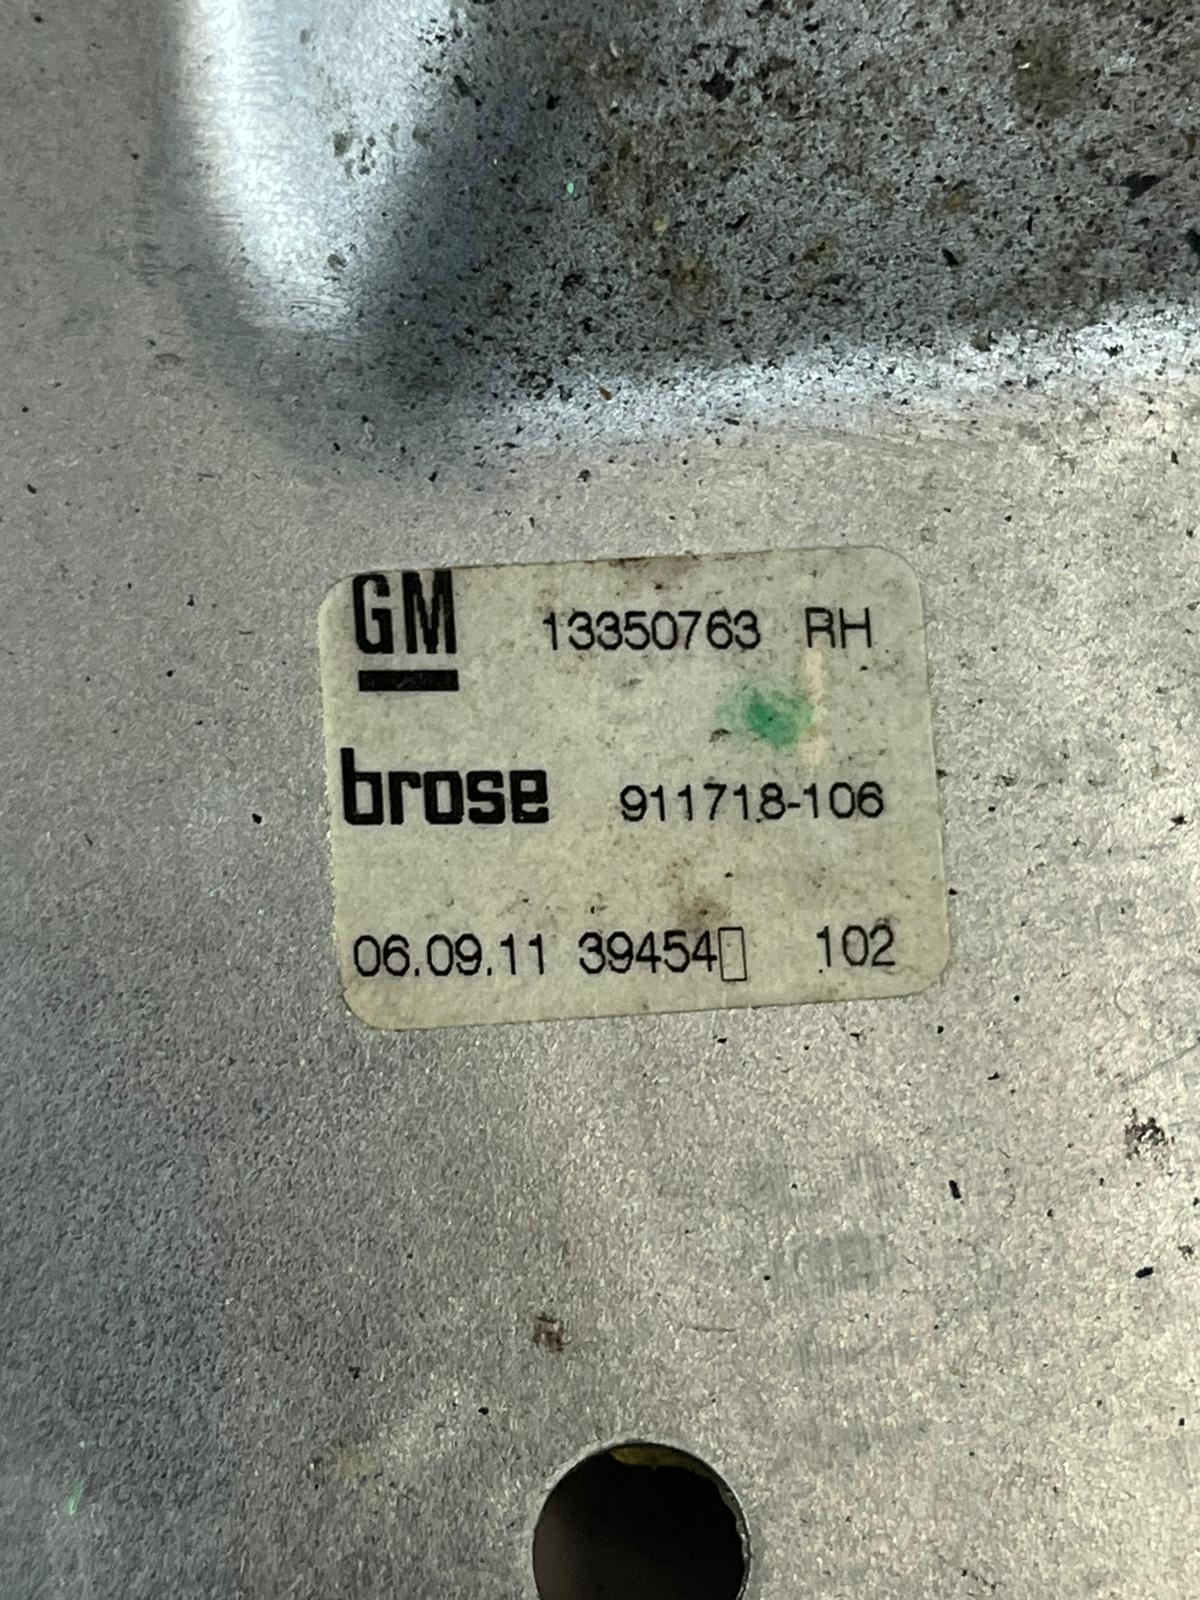 GM 13350763 RH
brose 911718-106
06.09.11 39454▯ 102